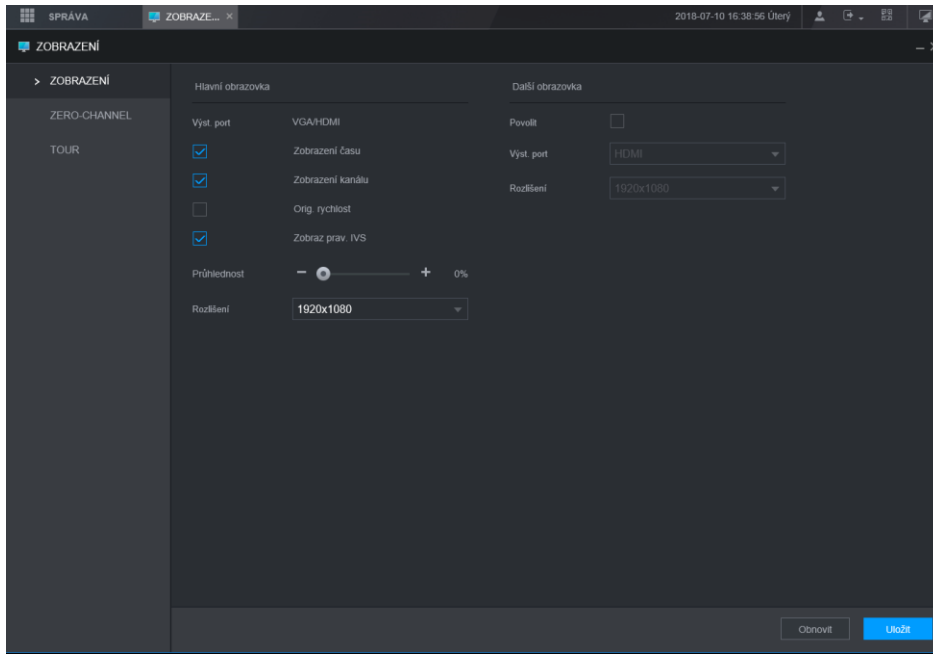 SPRÁVA
ZOBRAZE... ×
2018-07-10 16:38:56 Úterý
ZOBRAZENÍ
ZOBRAZENÍ
ZERO-CHANNEL
TOUR
Hlavní obrazovka
Výst. port VGA/HDMI
Zobrazení času
Zobrazení kanálu
Orig. rychlost
Zobraz prav. IVS
Průhlednost − + 0%
Rozlišení 1920x1080
Další obrazovka
Povolit
Výst. port HDMI
Rozlišení 1920x1080
Obnovit
Uložit